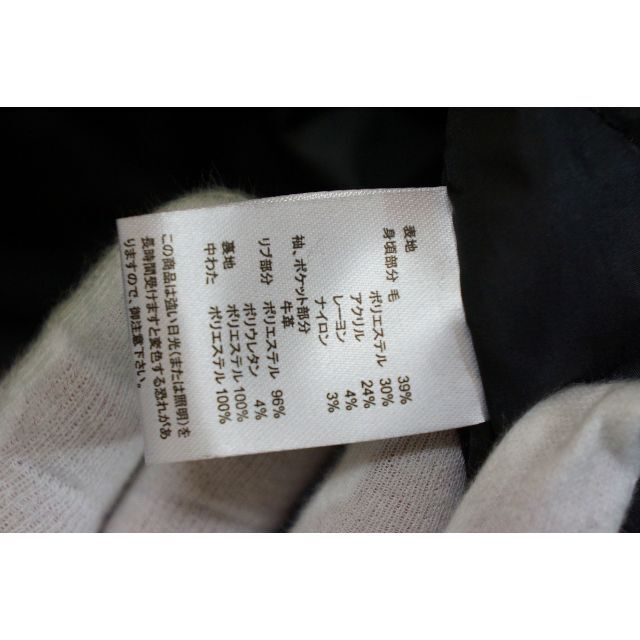 表地
身頃部分 毛 39%
ポリエステル 30%
アクリル 24%
レーヨン 4%
ナイロン 3%
袖、ポケット部分
牛革
リブ部分 ポリエステル 96%
ポリウレタン 4%
裏地 ポリエステル 100%
中わた ポリエステル 100%
この商品は強い日光(または照明)を
長時間受けますと変色する恐れがあ
りますので、御注意下さい。